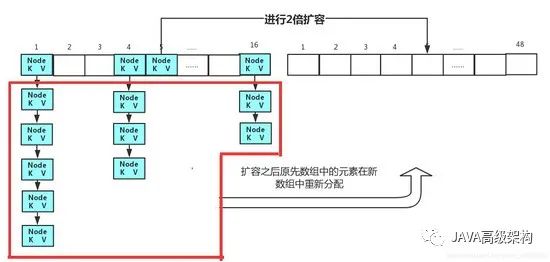 进行2倍扩容
1 2 3 4 5 ...... 16
1 2 3 4 ...... 48
Node Node Node Node
K V K V K V ...... K V ......
Node Node Node
K V K V K V
Node Node Node
K V K V K V
Node Node
K V K V
Node
K V
Node
K V
扩容之后原先数组中的元素在新
数组中重新分配
JAVA高级架构